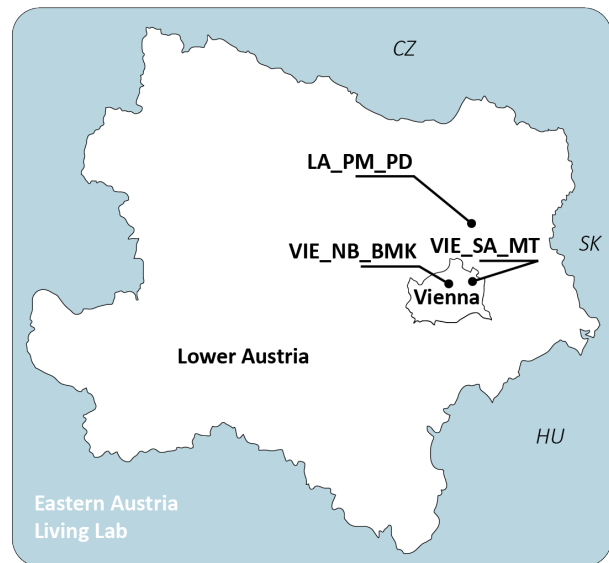 CZ
LA_PM_PD
VIE_NB_BMK
VIE_SA_MT
SK
Vienna
Lower Austria
HU
Eastern Austria
Living Lab